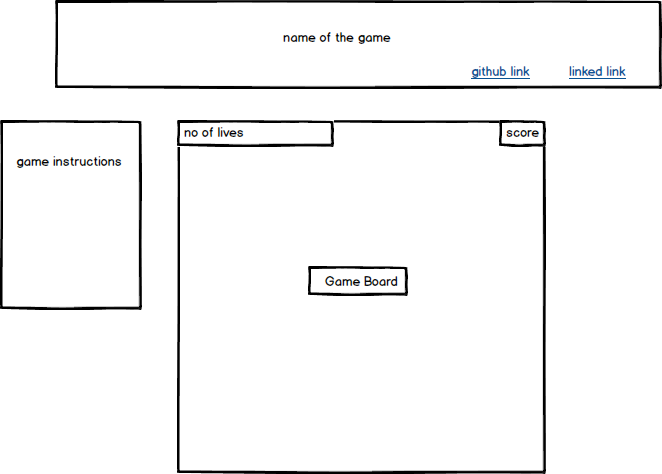 name of the game
github link linked link
no of lives score
game instructions
Game Board